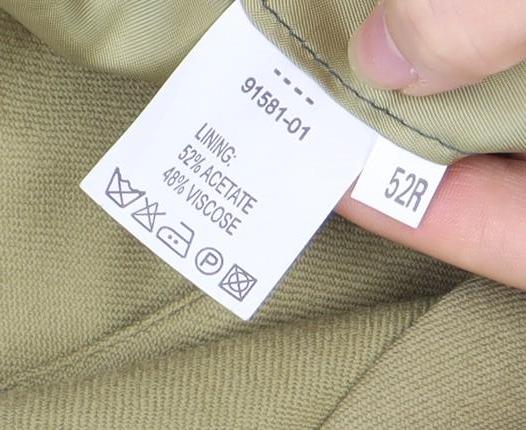 ----
91581-01
LINING:
52% ACETATE
48% VISCOSE
P
52R